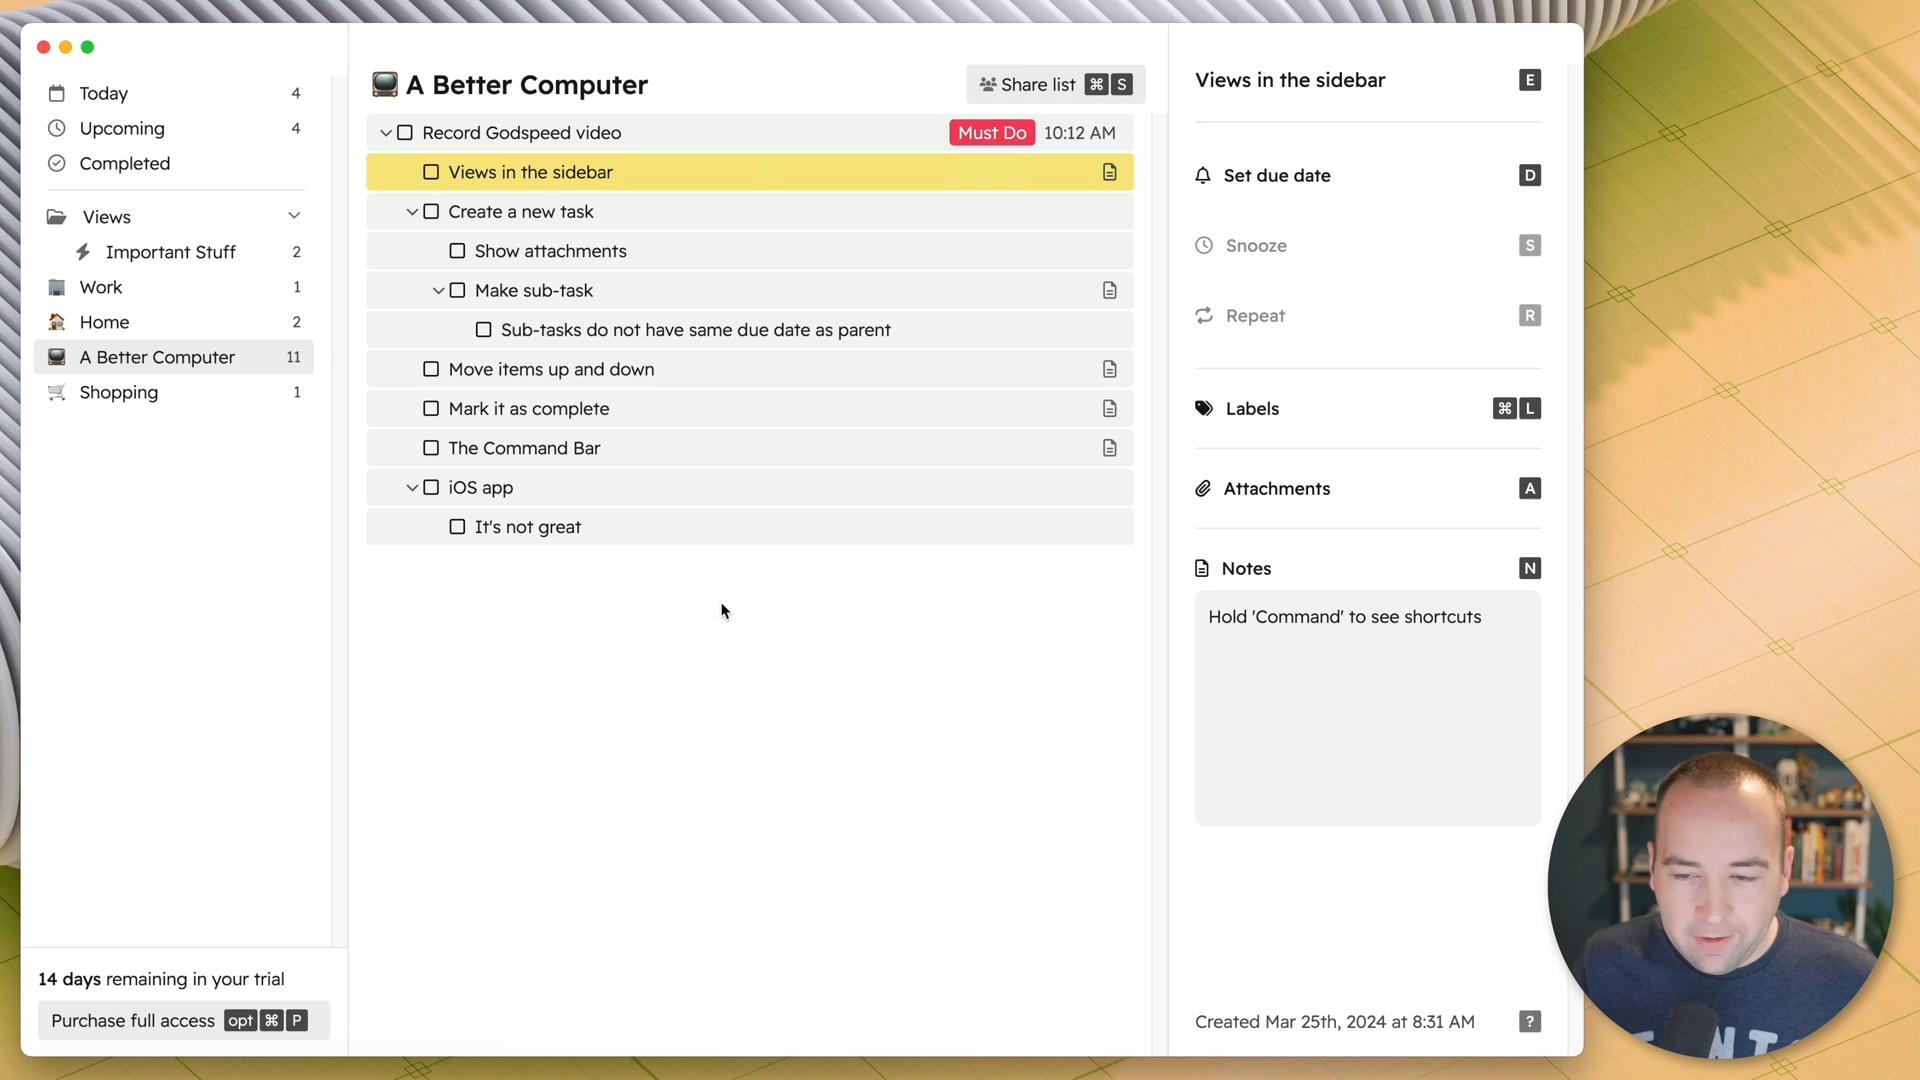 Today 4
Upcoming 4
Completed
Views
Important Stuff 2
Work 1
Home 2
A Better Computer 11
Shopping 1
14 days remaining in your trial
Purchase full access opt ⌘ P
A Better Computer
Share list ⌘ S
Record Godspeed video Must Do 10:12 AM
Views in the sidebar
Create a new task
Show attachments
Make sub-task
Sub-tasks do not have same due date as parent
Move items up and down
Mark it as complete
The Command Bar
iOS app
It's not great
Views in the sidebar E
Set due date D
Snooze S
Repeat R
Labels ⌘ L
Attachments A
Notes N
Hold 'Command' to see shortcuts
Created Mar 25th, 2024 at 8:31 AM ?